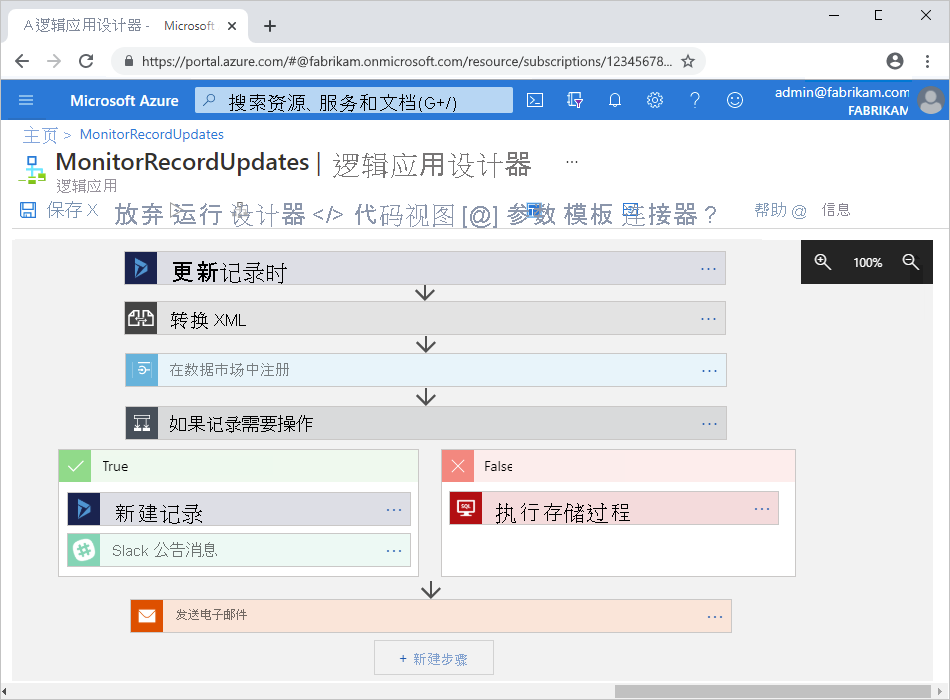 A逻辑应用设计器 - Microsoft
https://portal.azure.com/#@fabrikam.onmicrosoft.com/resource/subscriptions/12345678...
Microsoft Azure 搜索资源、服务和文档(G+/) admin@fabrikam.com
FABRIKAM
主页 > MonitorRecordUpdates
MonitorRecordUpdates | 逻辑应用设计器 ...
逻辑应用
保存 X 放弃 运行 设计器 </> 代码视图 [@] 参数 模板 连接器 ? 帮助 @ 信息
更新记录时 ...
100%
转换 XML ...
在数据市场中注册 ...
如果记录需要操作 ...
True
False
新建记录 ...
执行存储过程 ...
Slack 公告消息 ...
发送电子邮件 ...
+ 新建步骤